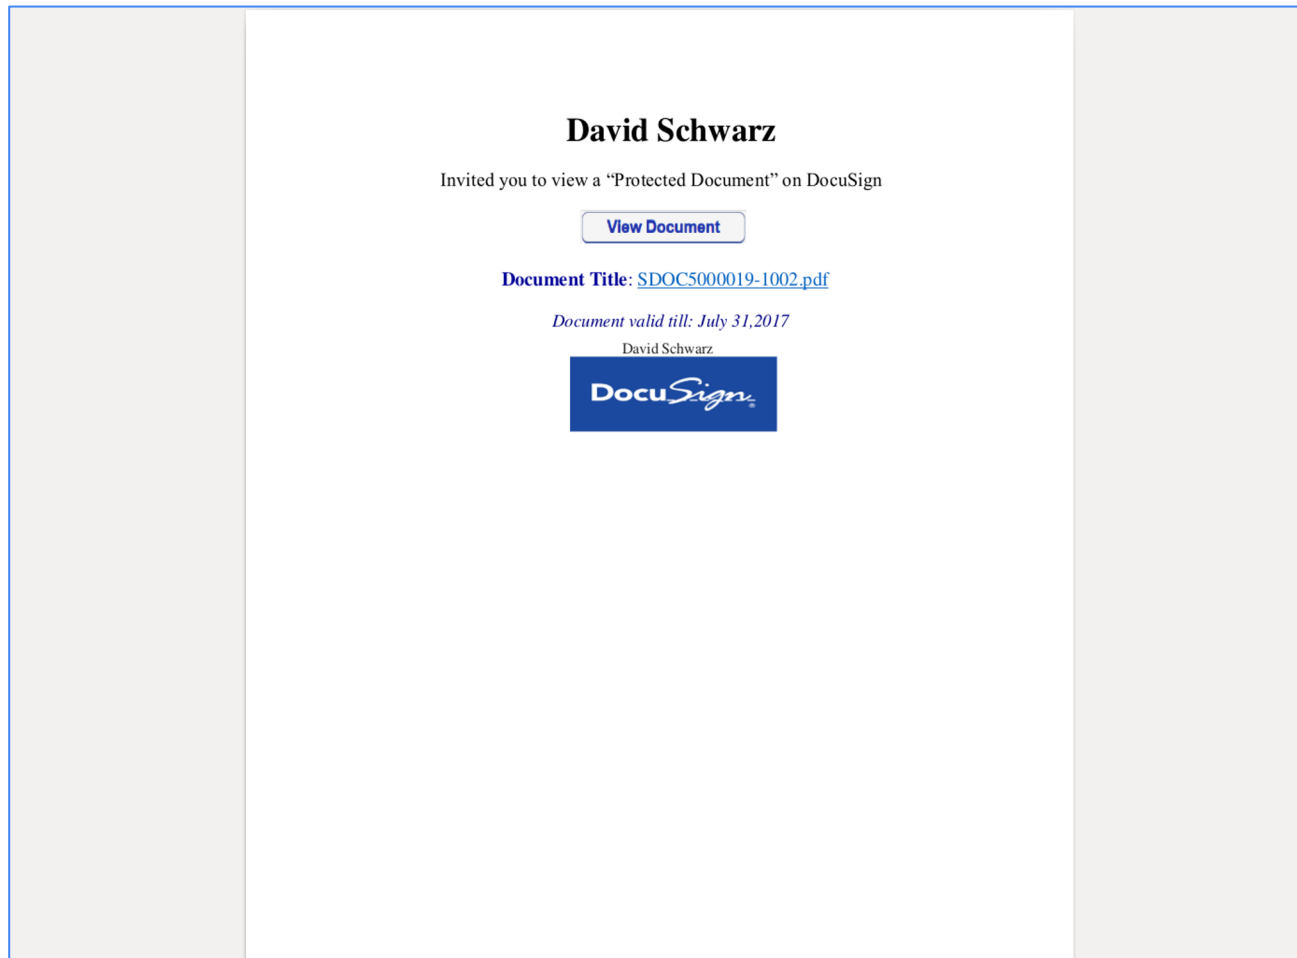 David Schwarz
Invited you to view a “Protected Document” on DocuSign
View Document
Document Title: SDOC5000019-1002.pdf
Document valid till: July 31,2017
David Schwarz
DocuSign®